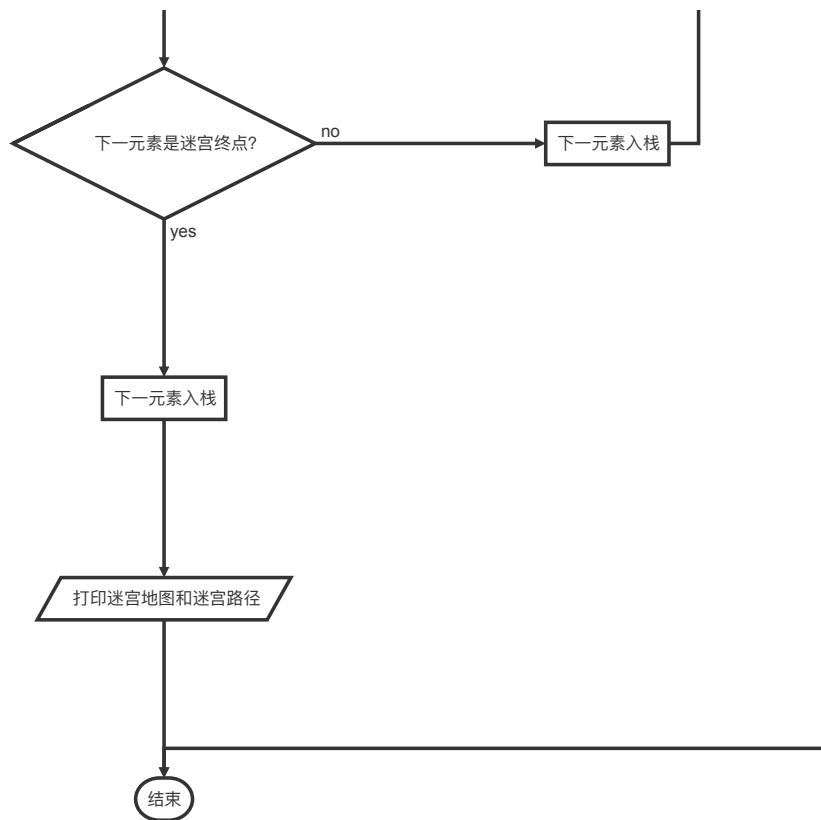 下一元素是迷宫终点?
no
下一元素入栈
yes
下一元素入栈
打印迷宫地图和迷宫路径
结束